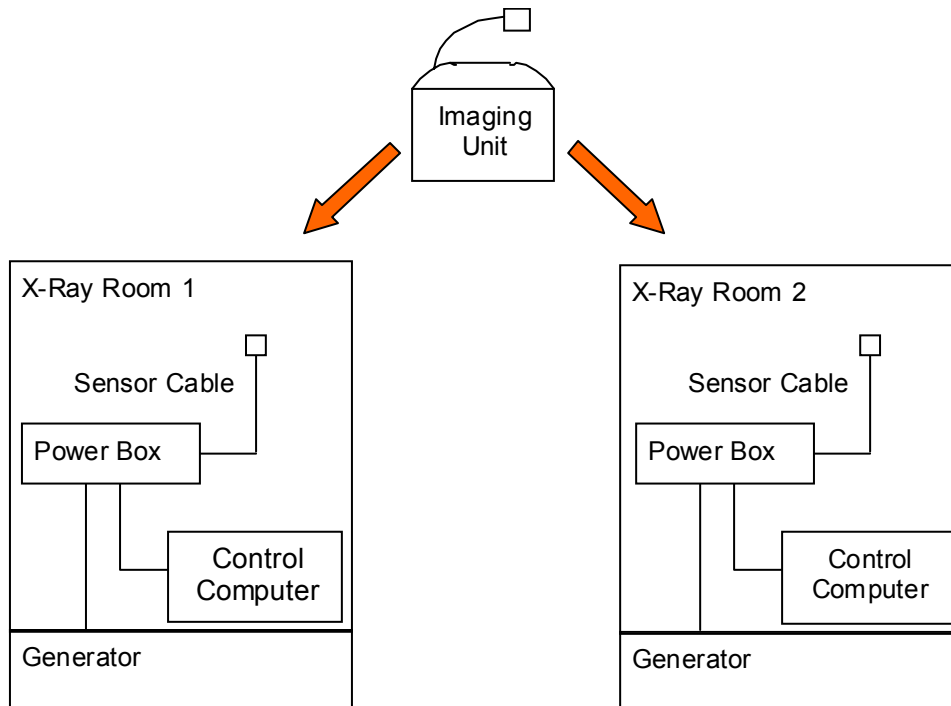 Imaging
Unit
X-Ray Room 1
Sensor Cable
Power Box
Control
Computer
Generator
X-Ray Room 2
Sensor Cable
Power Box
Control
Computer
Generator